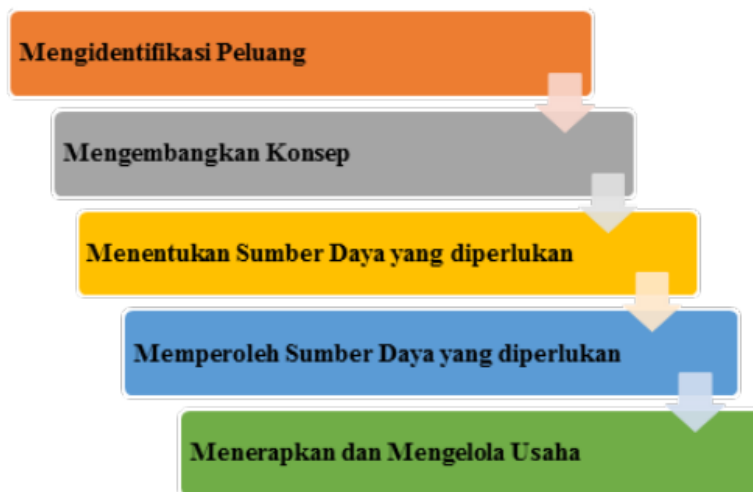 Mengidentifikasi Peluang
Mengembangkan Konsep
Menentukan Sumber Daya yang diperlukan
Memperoleh Sumber Daya yang diperlukan
Menerapkan dan Mengelola Usaha